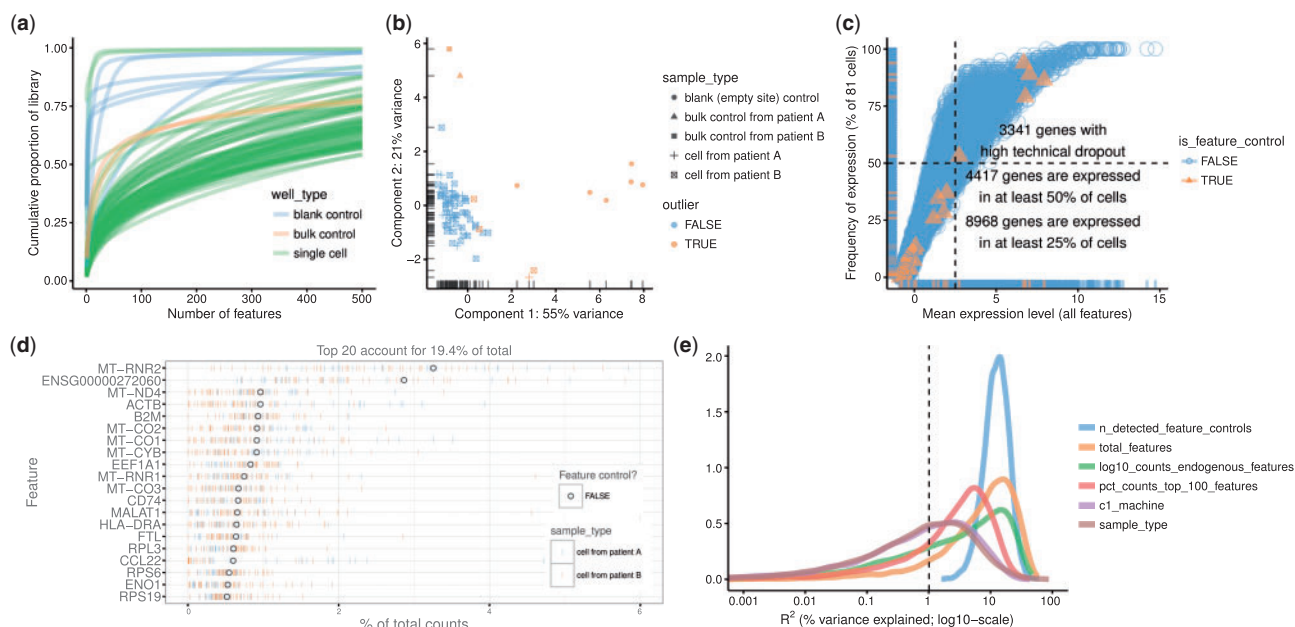 (a)
1.00
0.75
0.50
0.25
0.00
Cumulative proportion of library
well_type
blank control
bulk control
single cell
0 100 200 300 400 500
Number of features
(b)
6
4
2
0
−2
Component 2: 21% variance
0 2 4 6 8
Component 1: 55% variance
sample_type
blank (empty site) control
bulk control from patient A
bulk control from patient B
cell from patient A
cell from patient B
outlier
FALSE
TRUE
(c)
100
75
50
25
0
Frequency of expression (% of 81 cells)
3341 genes with
high technical dropout
4417 genes are expressed
in at least 50% of cells
8968 genes are expressed
in at least 25% of cells
0 5 10 15
Mean expression level (all features)
is_feature_control
FALSE
TRUE
(d)
Top 20 account for 19.4% of total
Feature
MT−RNR2
ENSG00000272060
MT−ND4
ACTB
B2M
MT−CO2
MT−CO1
MT−CYB
EEF1A1
MT−RNR1
MT−CO3
CD74
MALAT1
HLA−DRA
FTL
RPL3
CCL22
RPS6
ENO1
RPS19
Feature control?
FALSE
sample_type
cell from patient A
cell from patient B
0 2 4 6
% of total counts
(e)
2.0
1.5
1.0
0.5
0.0
0.001 0.1 1 10 100
R² (% variance explained; log10−scale)
n_detected_feature_controls
total_features
log10_counts_endogenous_features
pct_counts_top_100_features
c1_machine
sample_type